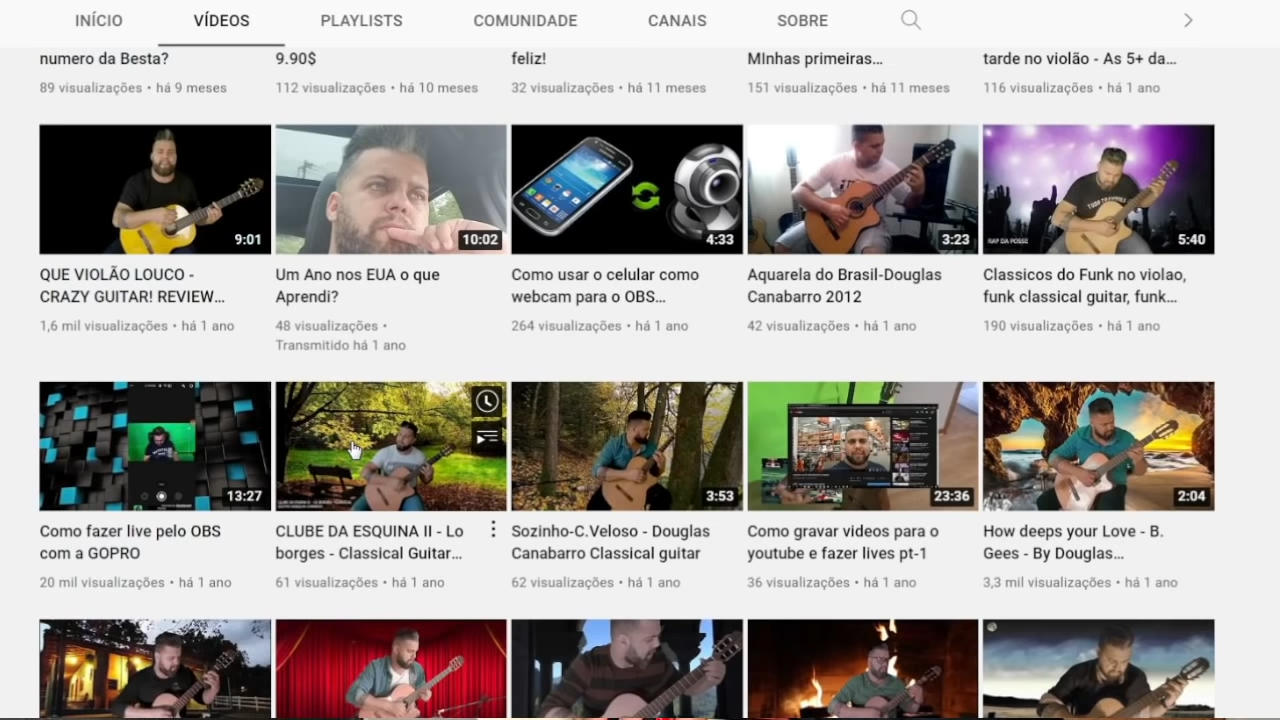 INÍCIO VÍDEOS PLAYLISTS COMUNIDADE CANAIS SOBRE
numero da Besta? 9.90$ feliz! MInhas primeiras... tarde no violão - As 5+ da...
89 visualizações • há 9 meses 112 visualizações • há 10 meses 32 visualizações • há 11 meses 151 visualizações • há 11 meses 116 visualizações • há 1 ano
RAP DA POSSE
9:01 10:02 4:33 3:23 5:40
QUE VIOLÃO LOUCO - Um Ano nos EUA o que Como usar o celular como Aquarela do Brasil-Douglas Classicos do Funk no violao,
CRAZY GUITAR! REVIEW... Aprendi? webcam para o OBS... Canabarro 2012 funk classical guitar, funk...
1,6 mil visualizações • há 1 ano 48 visualizações • 264 visualizações • há 1 ano 42 visualizações • há 1 ano 190 visualizações • há 1 ano
Transmitido há 1 ano
13:27 3:53 23:36 2:04
Como fazer live pelo OBS CLUBE DA ESQUINA II - Lo Sozinho-C.Veloso - Douglas Como gravar videos para o How deeps your Love - B.
com a GOPRO borges - Classical Guitar... Canabarro Classical guitar youtube e fazer lives pt-1 Gees - By Douglas...
20 mil visualizações • há 1 ano 61 visualizações • há 1 ano 62 visualizações • há 1 ano 36 visualizações • há 1 ano 3,3 mil visualizações • há 1 ano